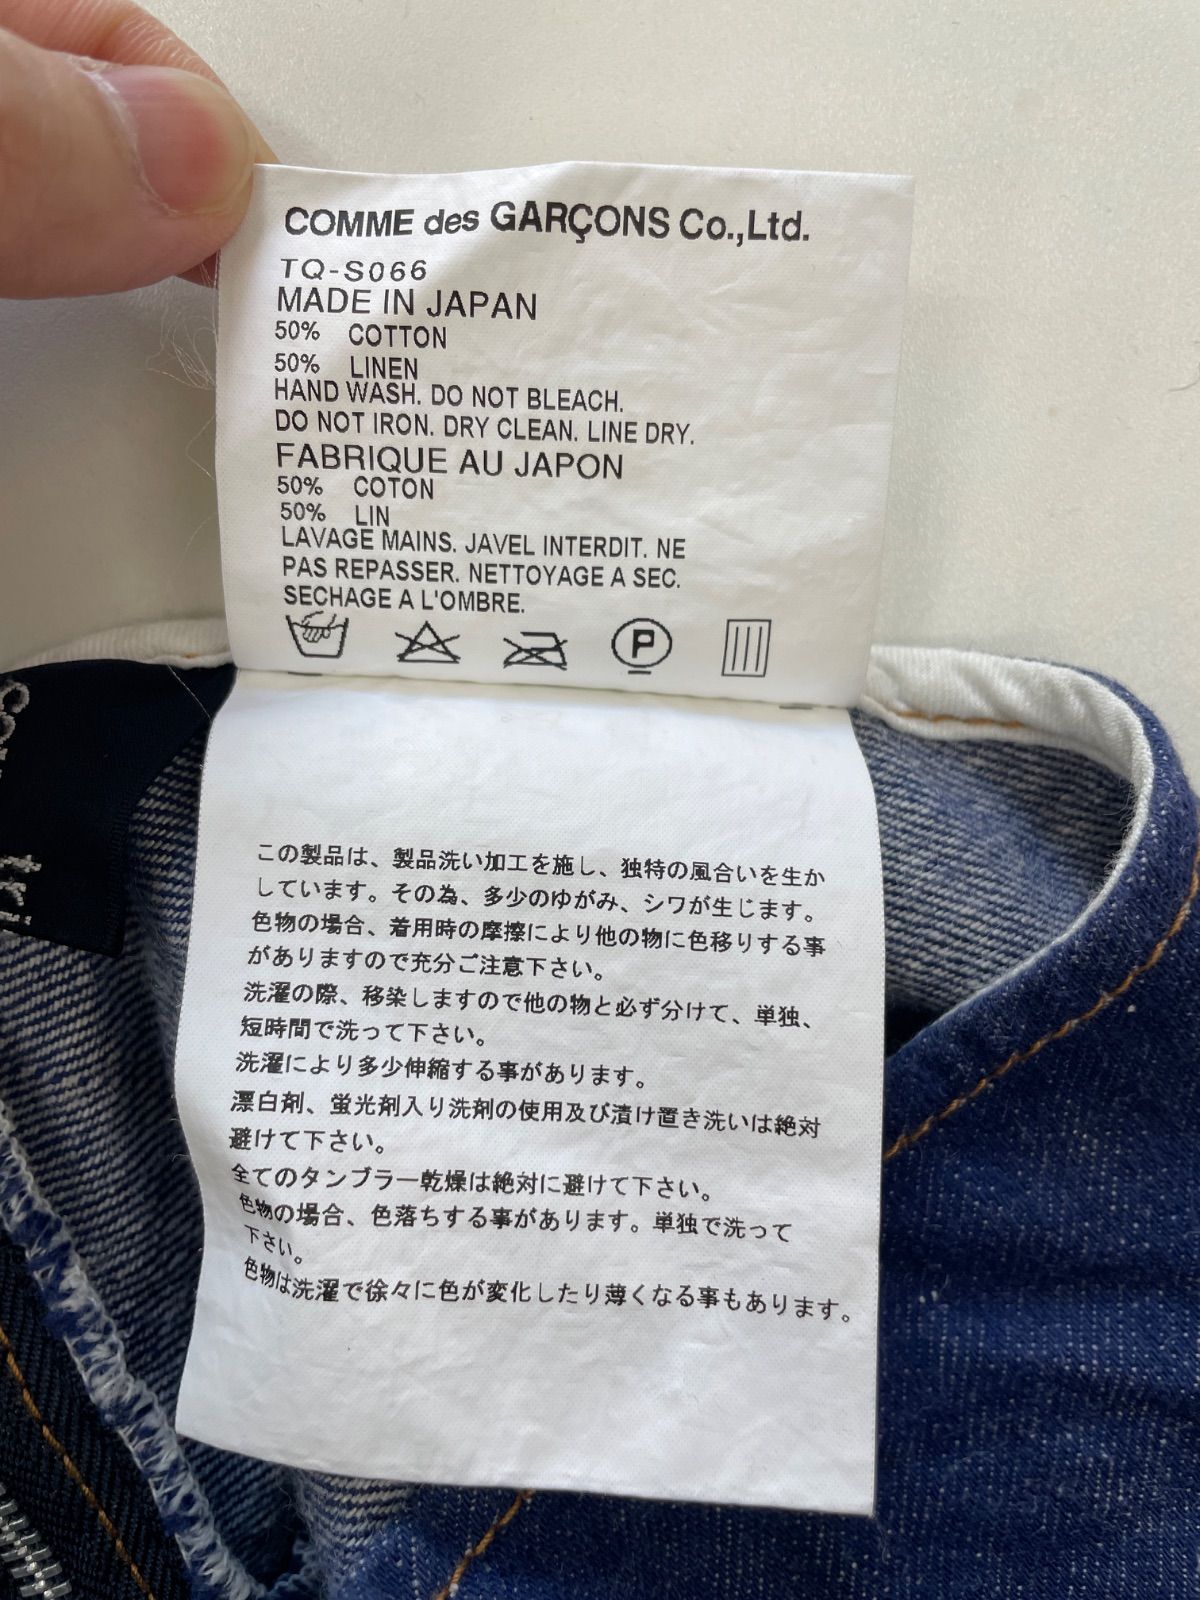 COMME des GARÇONS Co.,Ltd.
TQ-S066
MADE IN JAPAN
50% COTTON
50% LINEN
HAND WASH. DO NOT BLEACH.
DO NOT IRON. DRY CLEAN. LINE DRY.
FABRIQUE AU JAPON
50% COTON
50% LIN
LAVAGE MAINS. JAVEL INTERDIT. NE
PAS REPASSER. NETTOYAGE A SEC.
SECHAGE A L'OMBRE.
P
この製品は、製品洗い加工を施し、独特の風合いを生か
しています。その為、多少のゆがみ、シワが生じます。
色物の場合、着用時の摩擦により他の物に色移りする事
がありますので充分ご注意下さい。
洗濯の際、移染しますので他の物と必ず分けて、単独、
短時間で洗って下さい。
洗濯により多少伸縮する事があります。
漂白剤、蛍光剤入り洗剤の使用及び漬け置き洗いは絶対
避けて下さい。
全てのタンブラー乾燥は絶対に避けて下さい。
色物の場合、色落ちする事があります。単独で洗って
下さい。
色物は洗濯で徐々に色が変化したり薄くなる事もあります。